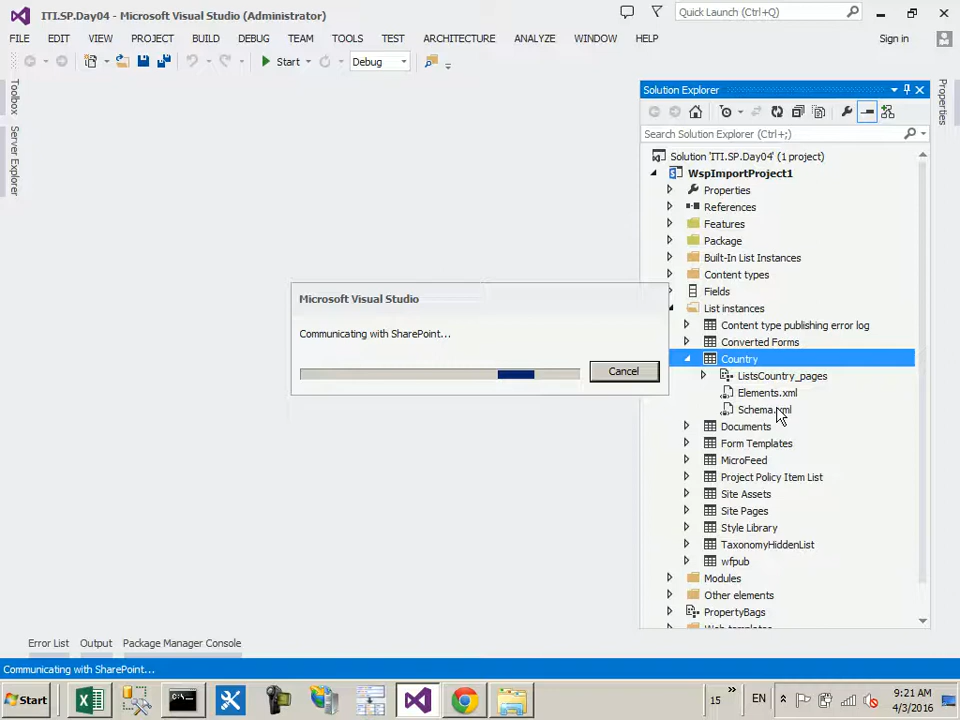 ITI.SP.Day04 - Microsoft Visual Studio (Administrator)
Quick Launch (Ctrl+Q)
FILE EDIT VIEW PROJECT BUILD DEBUG TEAM TOOLS TEST ARCHITECTURE ANALYZE WINDOW HELP
Sign in
Start
Debug
Toolbox
Server Explorer
Properties
Solution Explorer
Search Solution Explorer (Ctrl+;)
Solution 'ITI.SP.Day04' (1 project)
WspImportProject1
Properties
References
Features
Package
Built-In List Instances
Content types
Fields
List instances
Content type publishing error log
Converted Forms
Country
ListsCountry_pages
Elements.xml
Schema.xml
Documents
Form Templates
MicroFeed
Project Policy Item List
Site Assets
Site Pages
Style Library
TaxonomyHiddenList
wfpub
Modules
Other elements
PropertyBags
Web templates
Microsoft Visual Studio
Communicating with SharePoint...
Cancel
Error List Output Package Manager Console
Communicating with SharePoint...
Start
15
EN
9:21 AM
4/3/2016